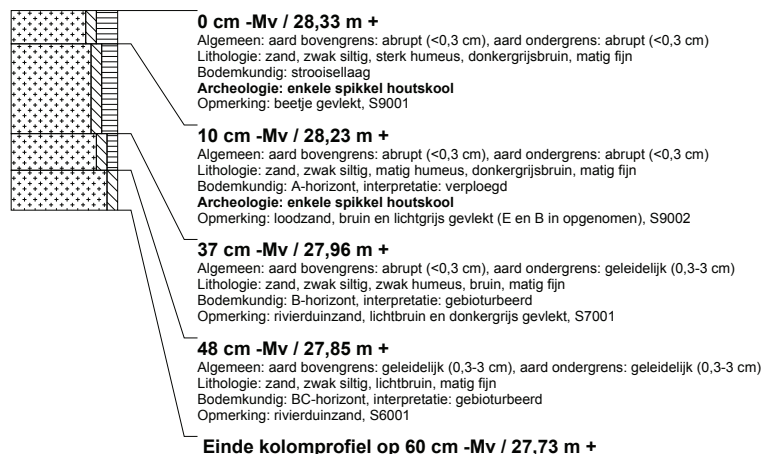 0 cm -Mv / 28,33 m +
Algemeen: aard bovengrens: abrupt (<0,3 cm), aard ondergrens: abrupt (<0,3 cm)
Lithologie: zand, zwak siltig, sterk humeus, donkergrijsbruin, matig fijn
Bodemkundig: strooisellaag
Archeologie: enkele spikkel houtskool
Opmerking: beetje gevlekt, S9001
10 cm -Mv / 28,23 m +
Algemeen: aard bovengrens: abrupt (<0,3 cm), aard ondergrens: abrupt (<0,3 cm)
Lithologie: zand, zwak siltig, matig humeus, donkergrijsbruin, matig fijn
Bodemkundig: A-horizont, interpretatie: verploegd
Archeologie: enkele spikkel houtskool
Opmerking: loodzand, bruin en lichtgrijs gevlekt (E en B in opgenomen), S9002
37 cm -Mv / 27,96 m +
Algemeen: aard bovengrens: abrupt (<0,3 cm), aard ondergrens: geleidelijk (0,3-3 cm)
Lithologie: zand, zwak siltig, zwak humeus, bruin, matig fijn
Bodemkundig: B-horizont, interpretatie: gebioturbeerd
Opmerking: rivierduinzand, lichtbruin en donkergrijs gevlekt, S7001
48 cm -Mv / 27,85 m +
Algemeen: aard bovengrens: geleidelijk (0,3-3 cm), aard ondergrens: geleidelijk (0,3-3 cm)
Lithologie: zand, zwak siltig, lichtbruin, matig fijn
Bodemkundig: BC-horizont, interpretatie: gebioturbeerd
Opmerking: rivierduinzand, S6001
Einde kolomprofiel op 60 cm -Mv / 27,73 m +